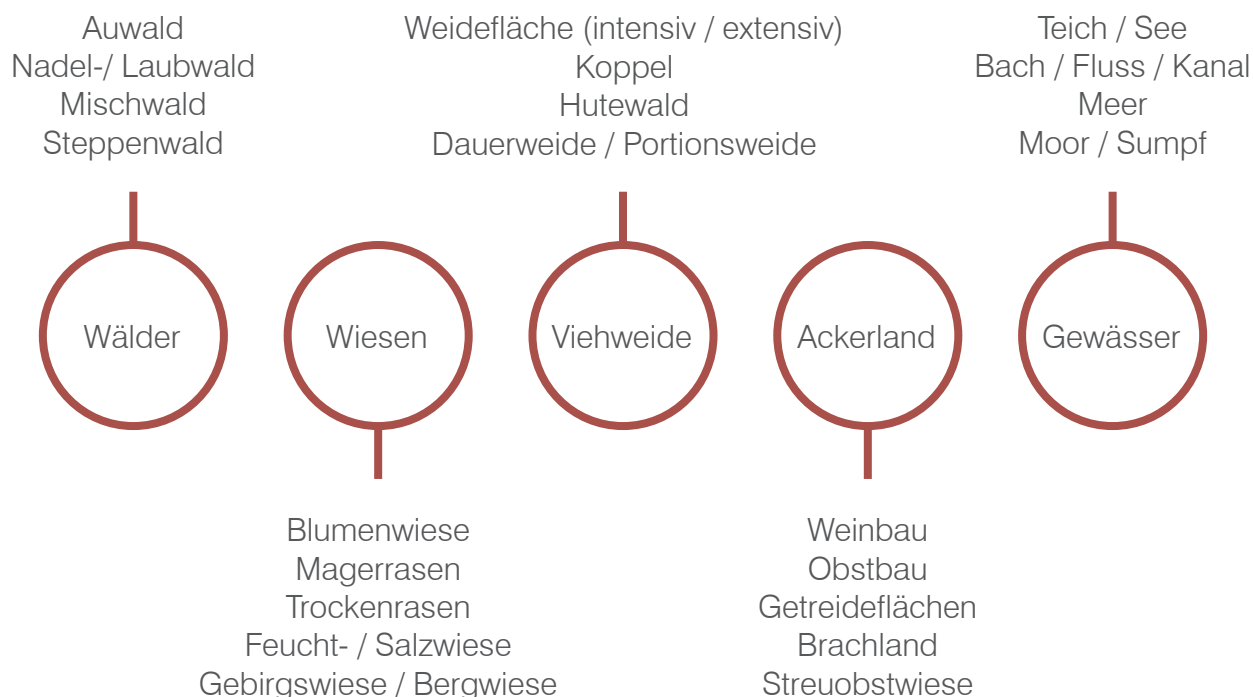 Auwald
Nadel-/ Laubwald
Mischwald
Steppenwald
Weidefläche (intensiv / extensiv)
Koppel
Hutewald
Dauerweide / Portionsweide
Teich / See
Bach / Fluss / Kanal
Meer
Moor / Sumpf
Wälder
Wiesen
Viehweide
Ackerland
Gewässer
Blumenwiese
Magerrasen
Trockenrasen
Feucht- / Salzwiese
Gebirgswiese / Bergwiese
Weinbau
Obstbau
Getreideflächen
Brachland
Streuobstwiese